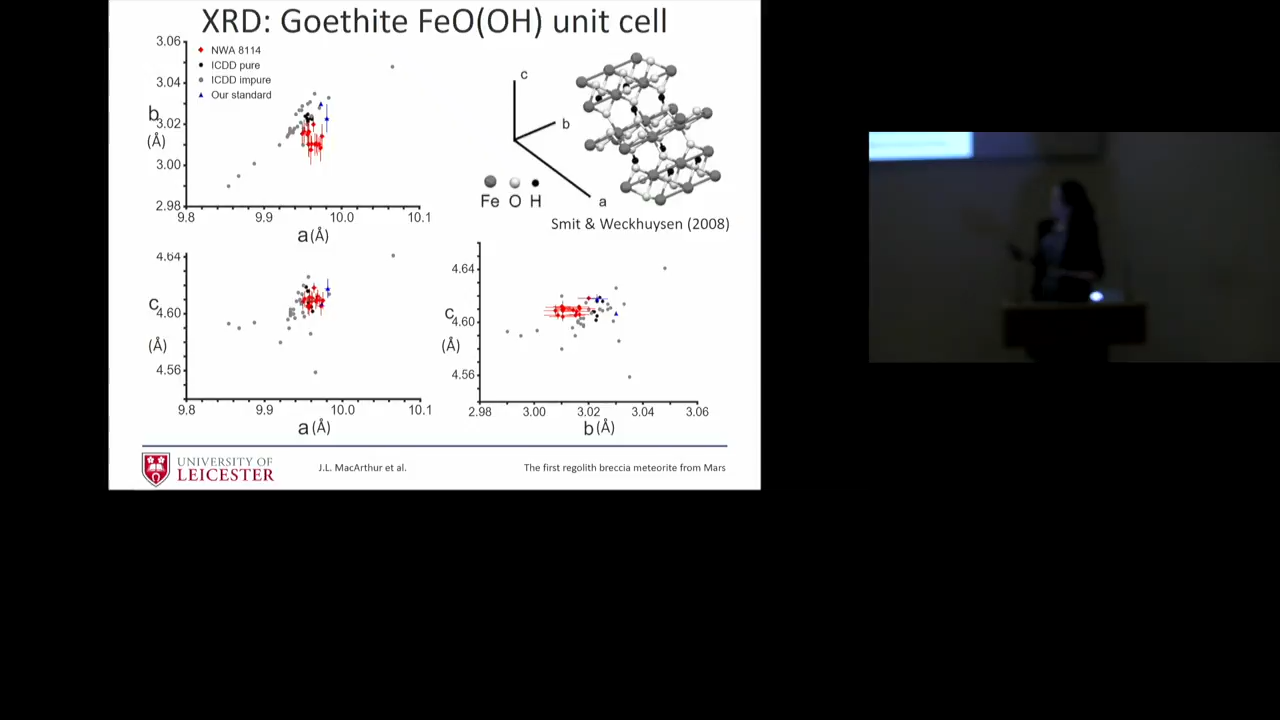 XRD: Goethite FeO(OH) unit cell
3.06
3.04
3.02
3.00
2.98
b
(Å)
NWA 8114
ICDD pure
ICDD impure
Our standard
9.8
9.9
10.0
10.1
a (Å)
c
b
a
Fe O H
Smit & Weckhuysen (2008)
4.64
4.60
4.56
c
(Å)
9.8
9.9
10.0
10.1
a (Å)
4.64
4.60
4.56
c
(Å)
2.98
3.00
3.02
3.04
3.06
b (Å)
UNIVERSITY OF
LEICESTER
J.L. MacArthur et al.
The first regolith breccia meteorite from Mars